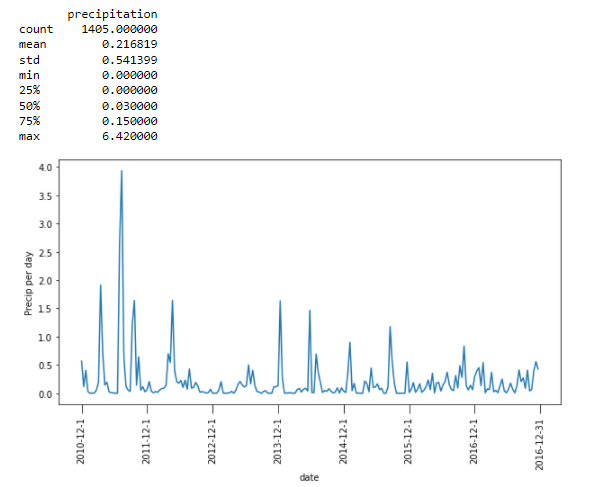 precipitation
count 1405.000000
mean 0.216819
std 0.541399
min 0.000000
25% 0.000000
50% 0.030000
75% 0.150000
max 6.420000
4.0
3.5
3.0
2.5
2.0
1.5
1.0
0.5
0.0
Precip per day
2010-12-1
2011-12-1
2012-12-1
2013-12-1
2014-12-1
2015-12-1
2016-12-1
2016-12-31
date